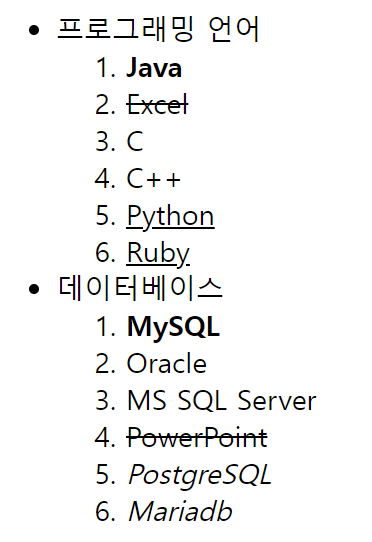 • 프로그래밍 언어
1. Java
2. Excel
3. C
4. C++
5. Python
6. Ruby
• 데이터베이스
1. MySQL
2. Oracle
3. MS SQL Server
4. PowerPoint
5. PostgreSQL
6. Mariadb